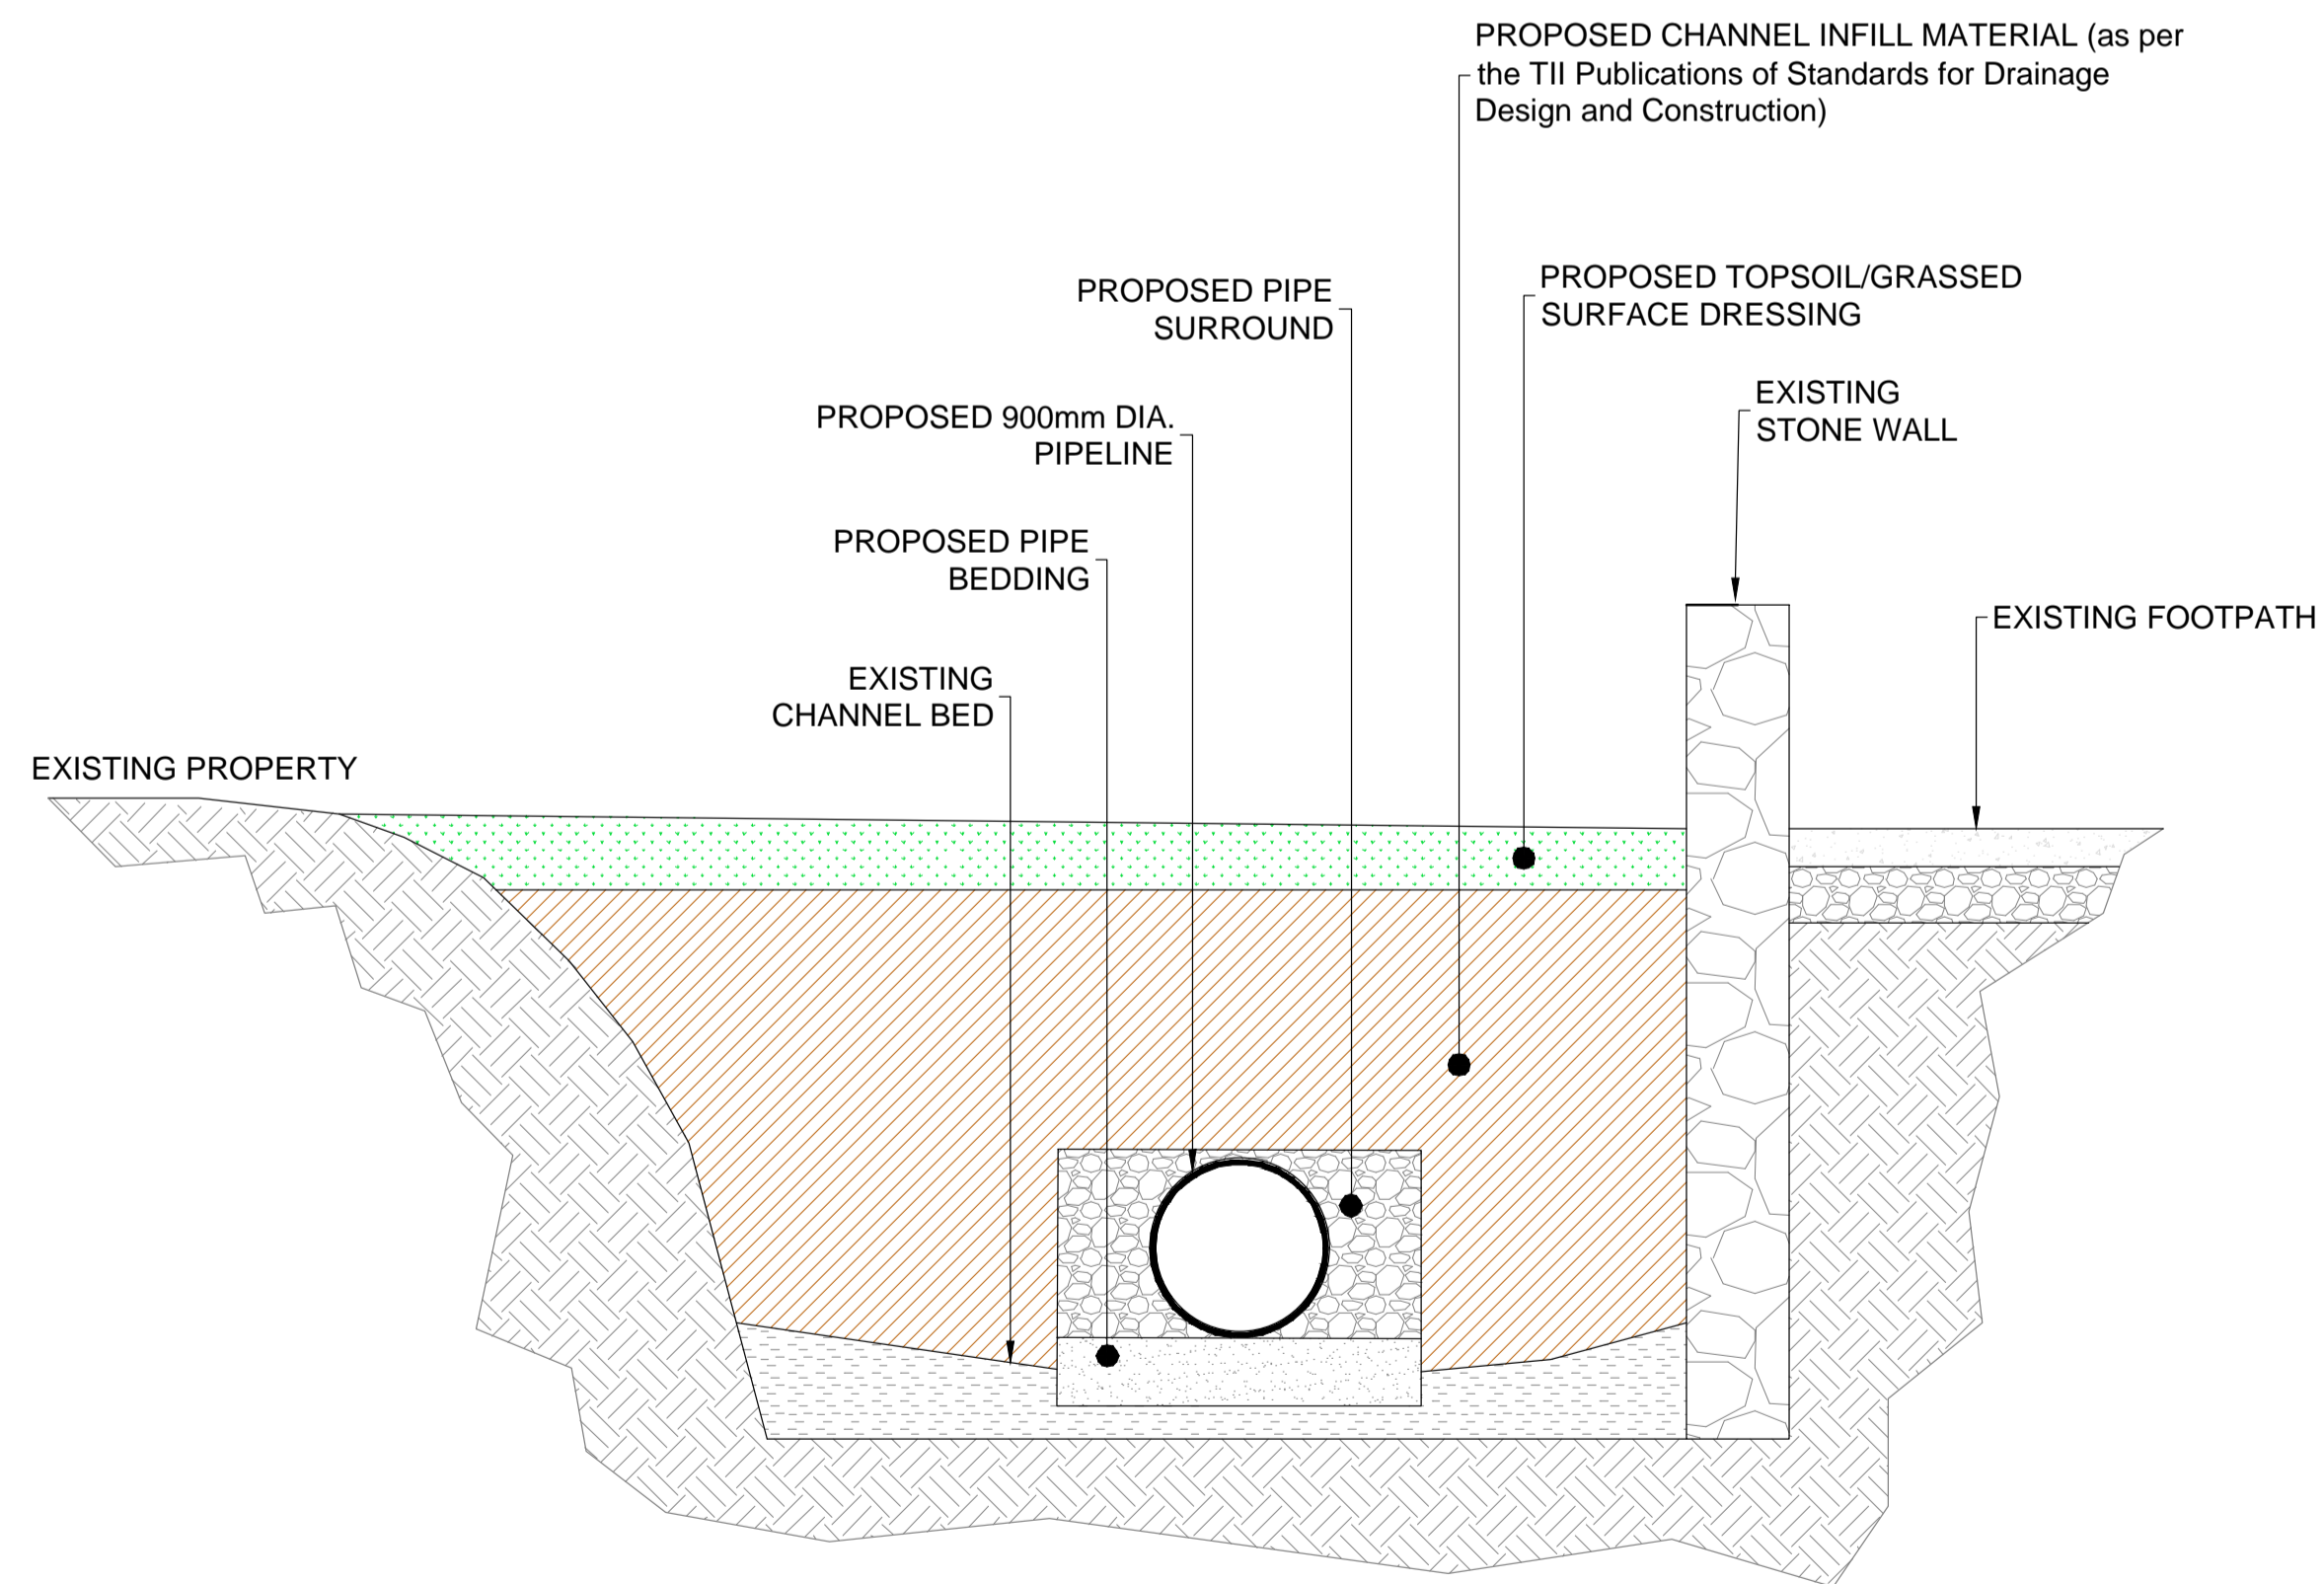 PROPOSED CHANNEL INFILL MATERIAL (as per
the TII Publications of Standards for Drainage
Design and Construction)
PROPOSED TOPSOIL/GRASSED
SURFACE DRESSING
PROPOSED PIPE
SURROUND
EXISTING
STONE WALL
PROPOSED 900mm DIA.
PIPELINE
PROPOSED PIPE
BEDDING
EXISTING FOOTPATH
EXISTING
CHANNEL BED
EXISTING PROPERTY